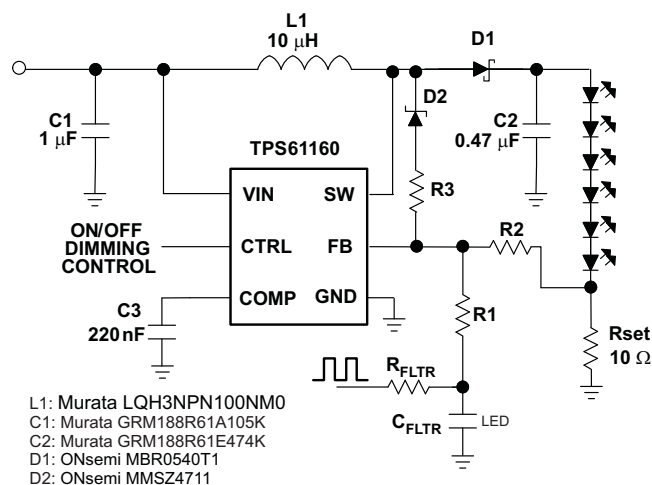 L1
10 μH
D1
D2
C1
1 μF
C2
0.47 μF
TPS61160
R3
VIN
SW
ON/OFF
DIMMING
CONTROL
CTRL
FB
R2
COMP
GND
C3
220 nF
R1
Rset
10 Ω
RFLTR
CFLTR
LED
L1: Murata LQH3NPN100NM0
C1: Murata GRM188R61A105K
C2: Murata GRM188R61E474K
D1: ONsemi MBR0540T1
D2: ONsemi MMSZ4711